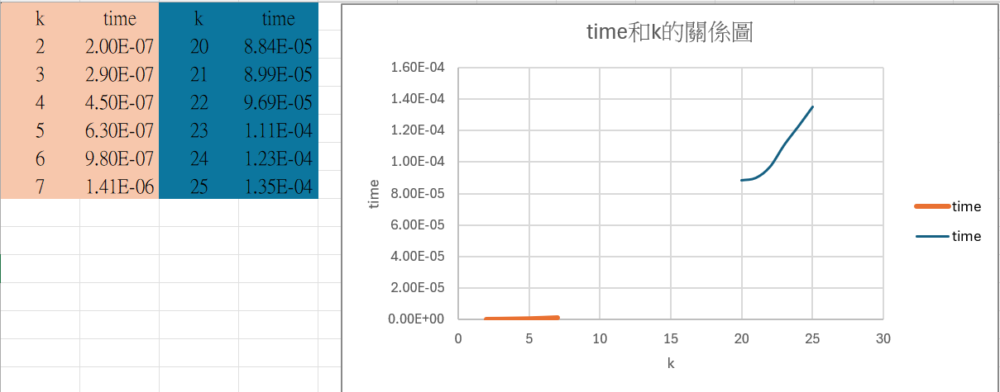 k time k time
2 2.00E-07 20 8.84E-05
3 2.90E-07 21 8.99E-05
4 4.50E-07 22 9.69E-05
5 6.30E-07 23 1.11E-04
6 9.80E-07 24 1.23E-04
7 1.41E-06 25 1.35E-04
time和k的關係圖
1.60E-04
1.40E-04
1.20E-04
1.00E-04
8.00E-05
6.00E-05
4.00E-05
2.00E-05
0.00E+00
time
0 5 10 15 20 25 30
k
time
time